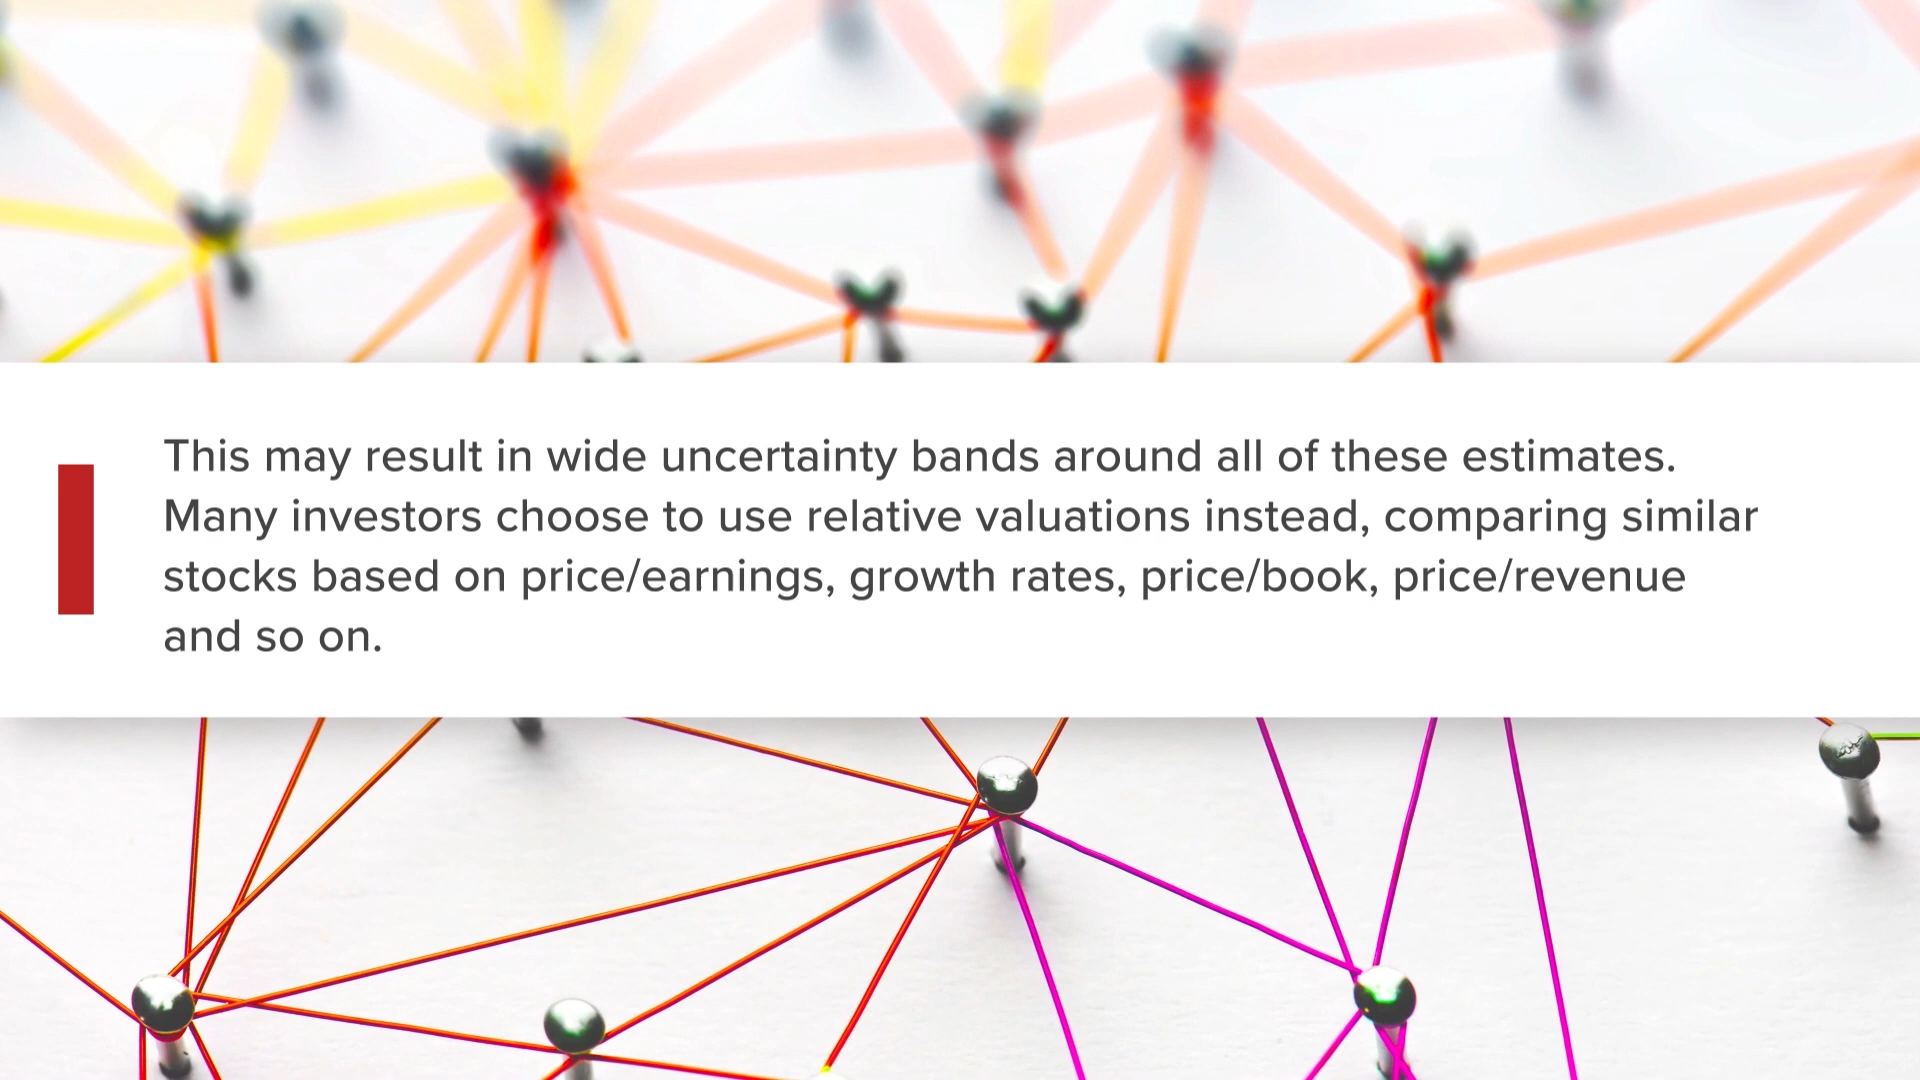 This may result in wide uncertainty bands around all of these estimates.
Many investors choose to use relative valuations instead, comparing similar
stocks based on price/earnings, growth rates, price/book, price/revenue
and so on.